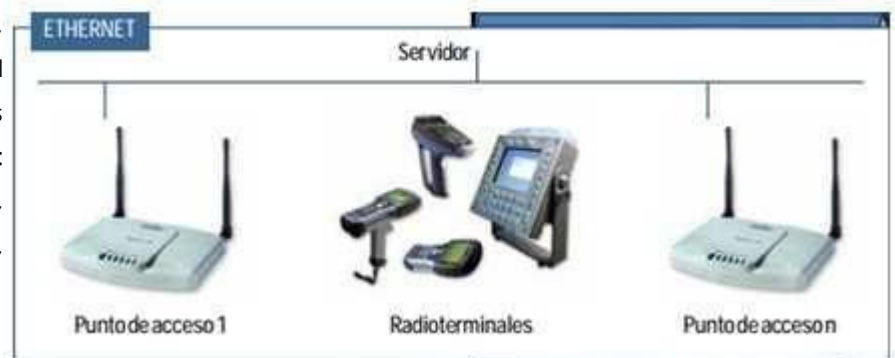 ETHERNET
Servidor
Punto de acceso 1
Radioterminales
Punto de acceso n